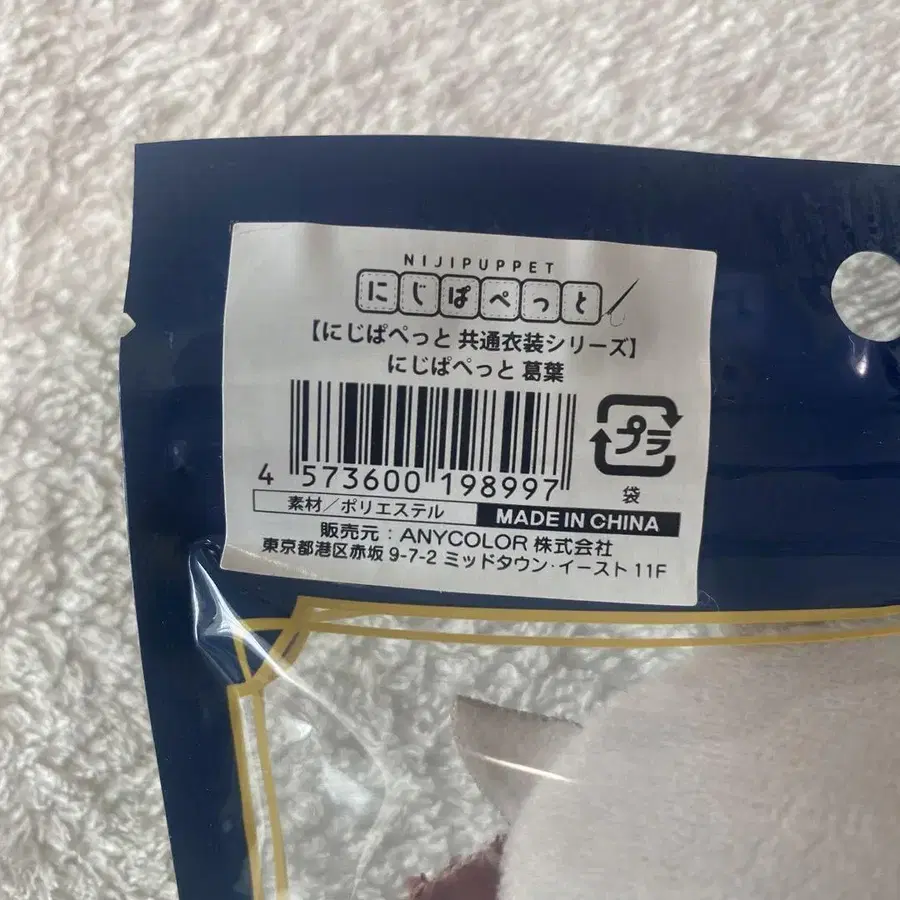 NIJIPUPPET
にじぱぺっと
【にじぱぺっと 共通衣装シリーズ】
にじぱぺっと 葛葉
4 573600 198997
プラ
袋
素材/ポリエステル MADE IN CHINA
販売元:ANYCOLOR 株式会社
東京都港区赤坂 9-7-2 ミッドタウン・イースト 11F